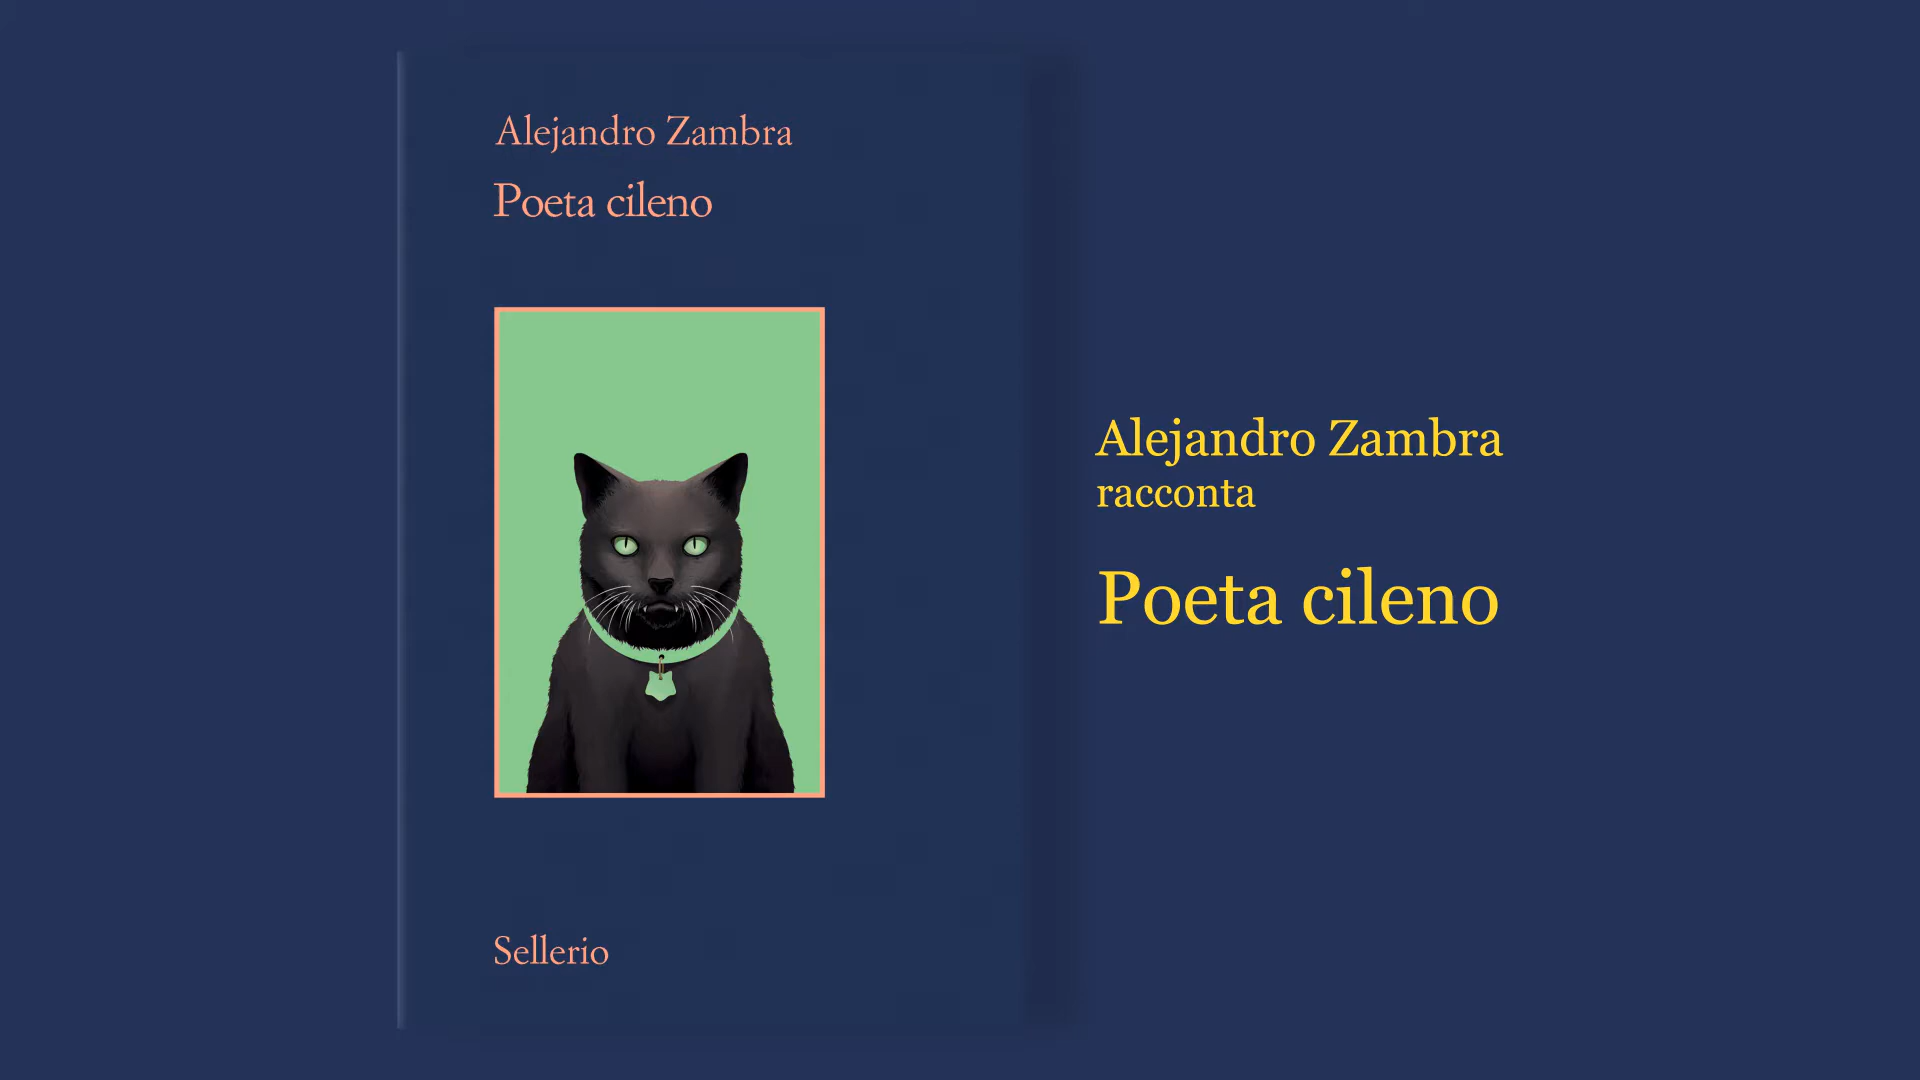 Alejandro Zambra
Poeta cileno
Sellerio
Alejandro Zambra
racconta
Poeta cileno